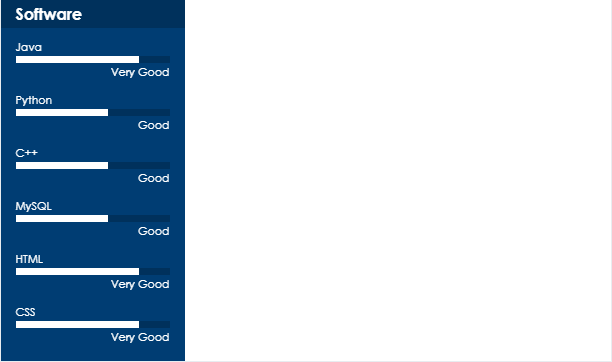 Software
Java
Very Good
Python
Good
C++
Good
MySQL
Good
HTML
Very Good
CSS
Very Good